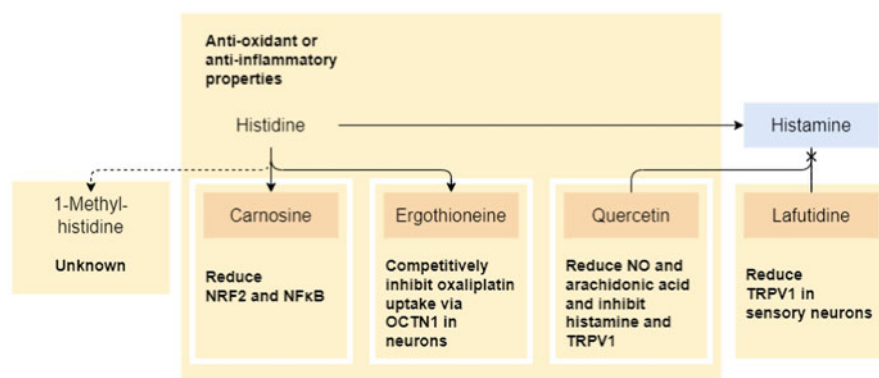 Anti-oxidant or
anti-inflammatory
properties
Histidine
Histamine
1-Methyl-
histidine
Unknown
Carnosine
Reduce
NRF2 and NFκB
Ergothioneine
Competitively
inhibit oxaliplatin
uptake via
OCTN1 in
neurons
Quercetin
Reduce NO and
arachidonic acid
and inhibit
histamine and
TRPV1
Lafutidine
Reduce
TRPV1 in
sensory neurons